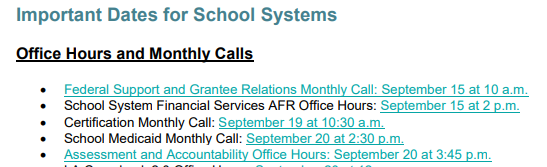 Important Dates for School Systems
Office Hours and Monthly Calls
• Federal Support and Grantee Relations Monthly Call: September 15 at 10 a.m.
• School System Financial Services AFR Office Hours: September 15 at 2 p.m.
• Certification Monthly Call: September 19 at 10:30 a.m.
• School Medicaid Monthly Call: September 20 at 2:30 p.m.
• Assessment and Accountability Office Hours: September 20 at 3:45 p.m.